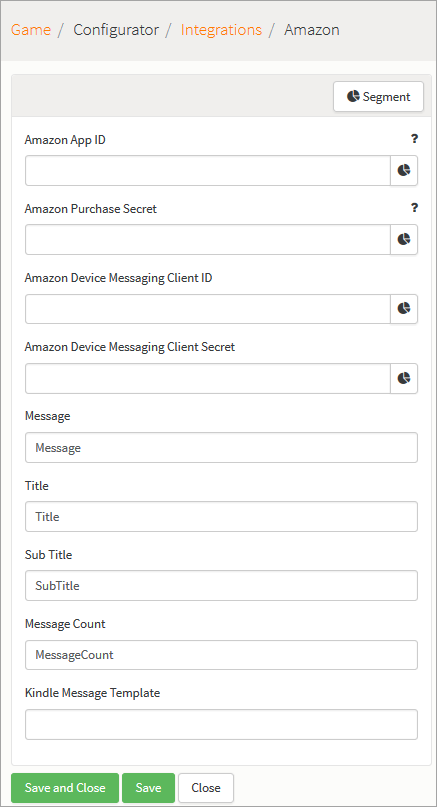 Game / Configurator / Integrations / Amazon
Segment
Amazon App ID ?
Amazon Purchase Secret ?
Amazon Device Messaging Client ID
Amazon Device Messaging Client Secret
Message
Message
Title
Title
Sub Title
SubTitle
Message Count
MessageCount
Kindle Message Template
Save and Close Save Close